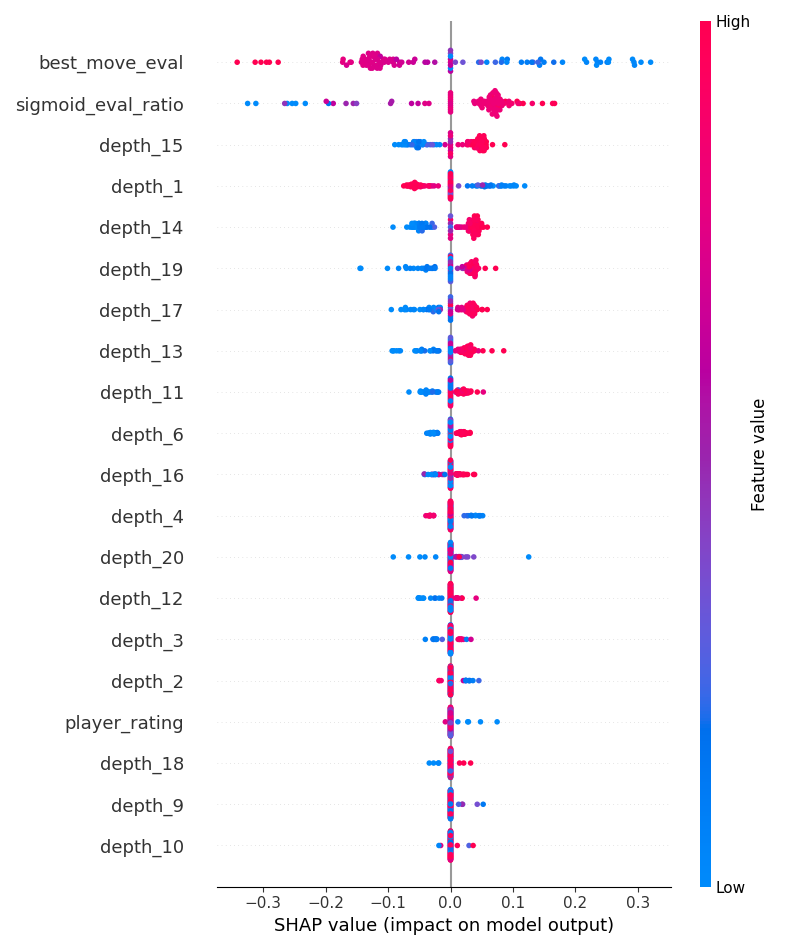 High
best_move_eval
sigmoid_eval_ratio
depth_15
depth_1
depth_14
depth_19
depth_17
depth_13
depth_11
depth_6
depth_16
depth_4
depth_20
depth_12
depth_3
depth_2
player_rating
depth_18
depth_9
depth_10
Feature value
Low
−0.3 −0.2 −0.1 0.0 0.1 0.2 0.3
SHAP value (impact on model output)